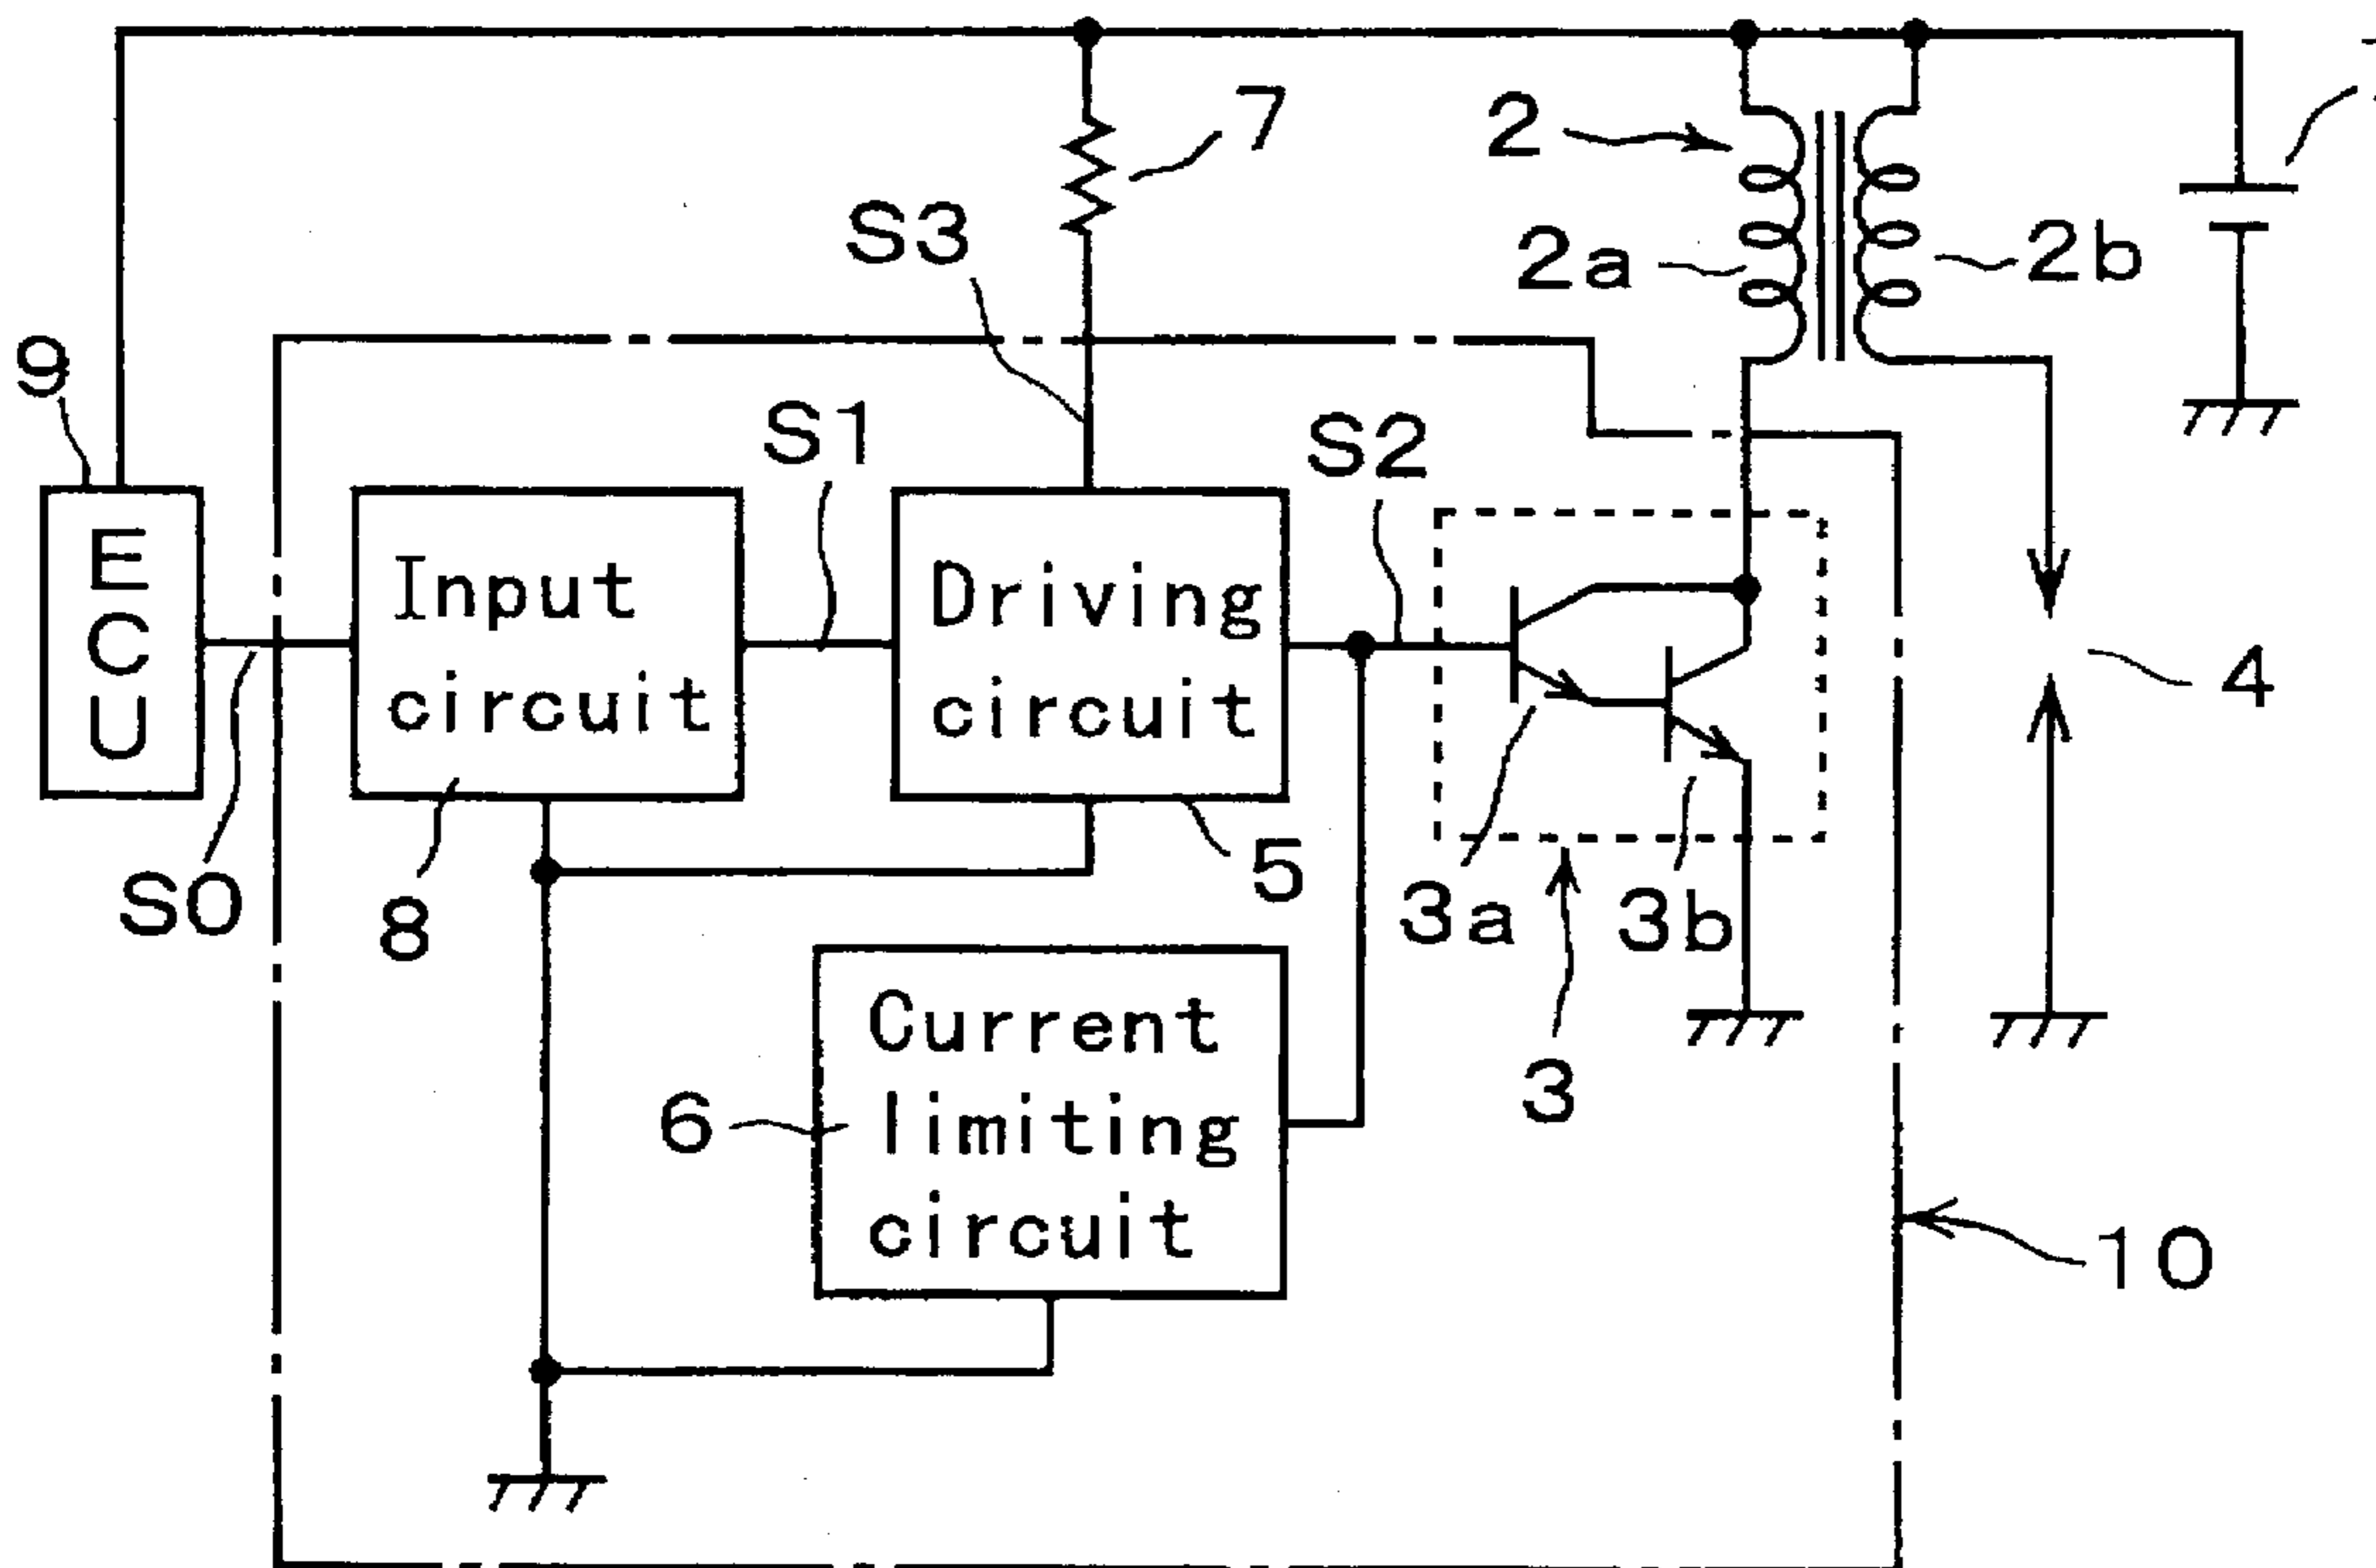 7
2
S3
2a
2b
9
S1
S2
E
C
U
Input
circuit
Driving
circuit
4
S0
8
5
3a
3b
Current
limiting
circuit
6
3
10